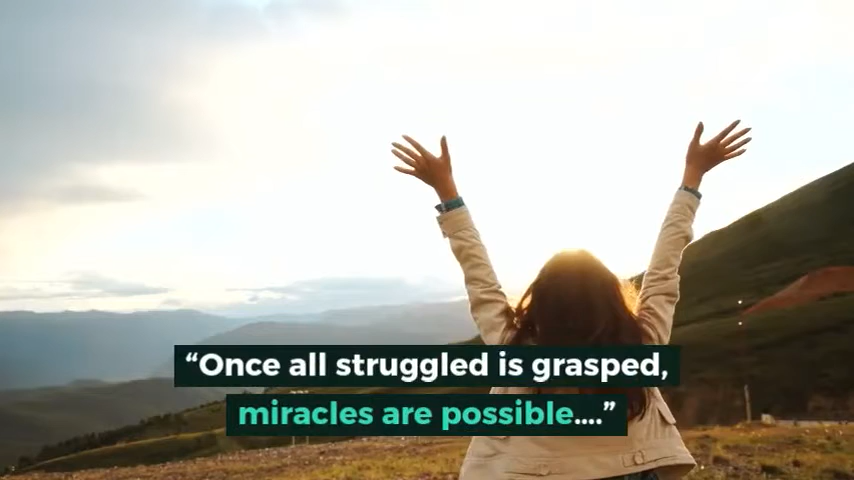 “Once all struggled is grasped,
miracles are possible....”